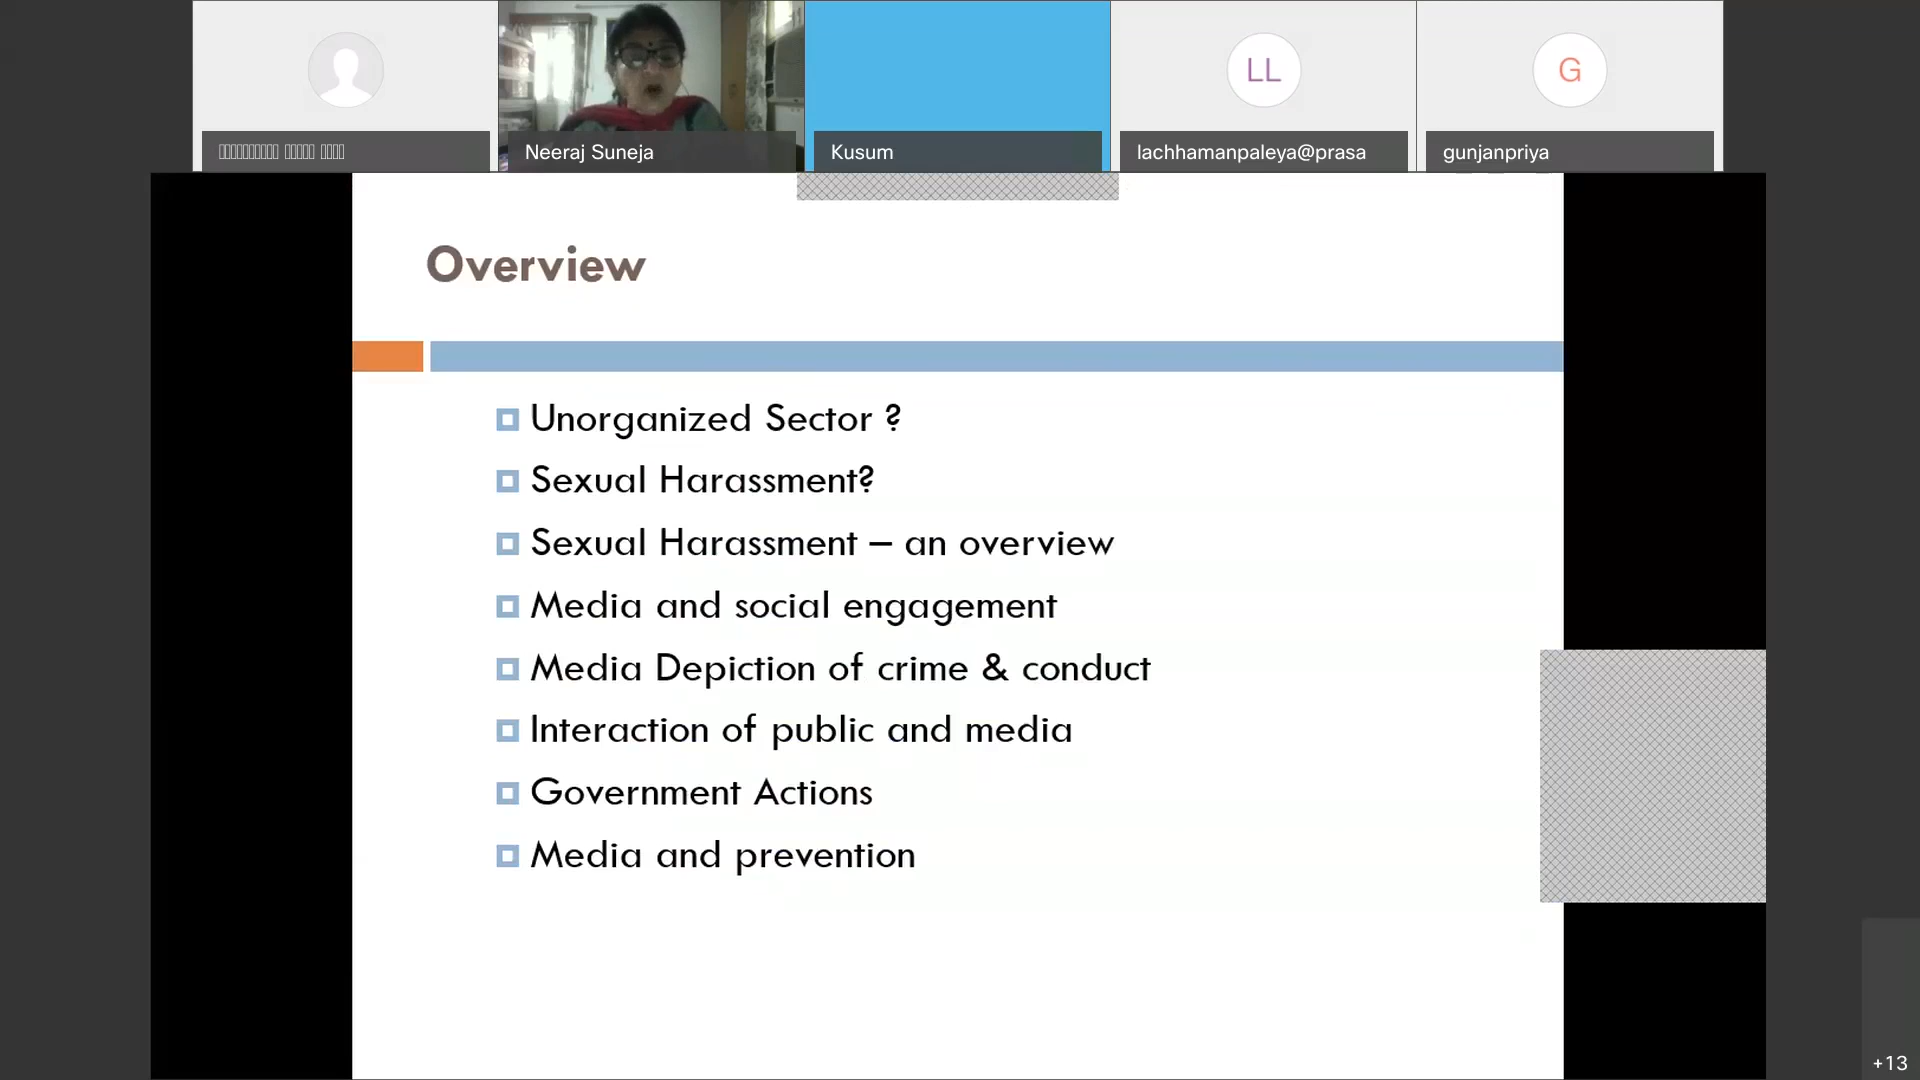 Neeraj Suneja
Kusum
LL
lachhamanpaleya@prasa
G
gunjanpriya
Overview
Unorganized Sector ?
Sexual Harassment?
Sexual Harassment – an overview
Media and social engagement
Media Depiction of crime & conduct
Interaction of public and media
Government Actions
Media and prevention
+13